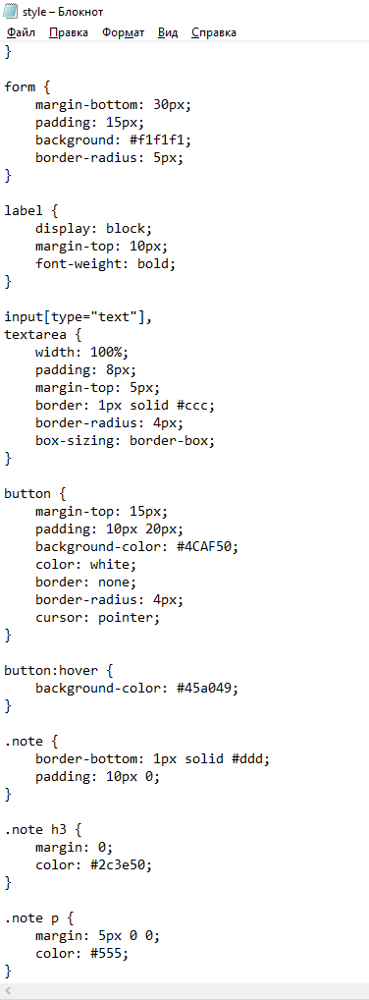 style – Блокнот
Файл Правка Формат Вид Справка
}

form {
    margin-bottom: 30px;
    padding: 15px;
    background: #f1f1f1;
    border-radius: 5px;
}

label {
    display: block;
    margin-top: 10px;
    font-weight: bold;
}

input[type="text"],
textarea {
    width: 100%;
    padding: 8px;
    margin-top: 5px;
    border: 1px solid #ccc;
    border-radius: 4px;
    box-sizing: border-box;
}

button {
    margin-top: 15px;
    padding: 10px 20px;
    background-color: #4CAF50;
    color: white;
    border: none;
    border-radius: 4px;
    cursor: pointer;
}

button:hover {
    background-color: #45a049;
}

.note {
    border-bottom: 1px solid #ddd;
    padding: 10px 0;
}

.note h3 {
    margin: 0;
    color: #2c3e50;
}

.note p {
    margin: 5px 0 0;
    color: #555;
}